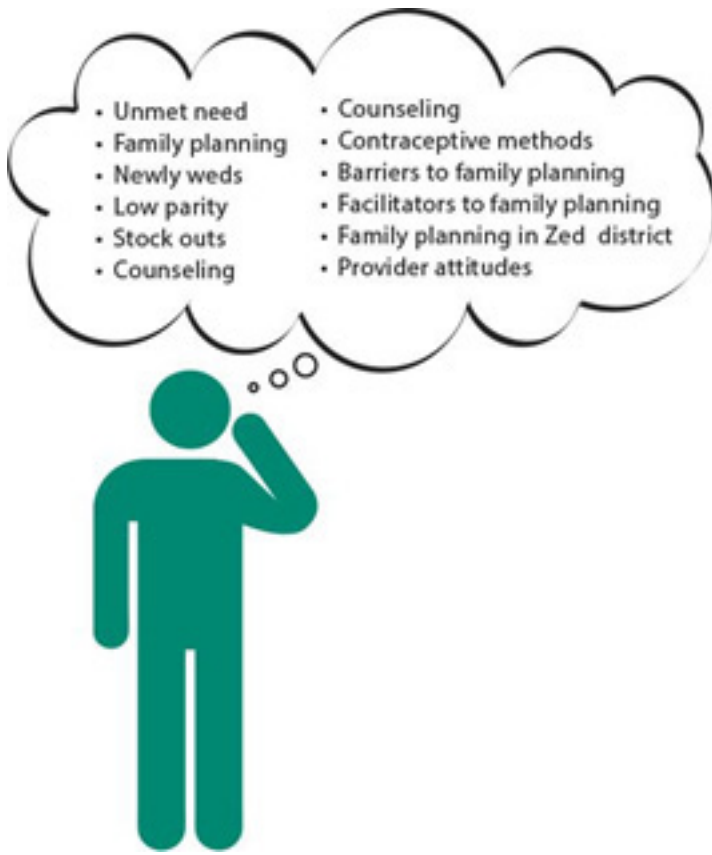 • Unmet need
• Family planning
• Newly weds
• Low parity
• Stock outs
• Counseling
• Counseling
• Contraceptive methods
• Barriers to family planning
• Facilitators to family planning
• Family planning in Zed district
• Provider attitudes